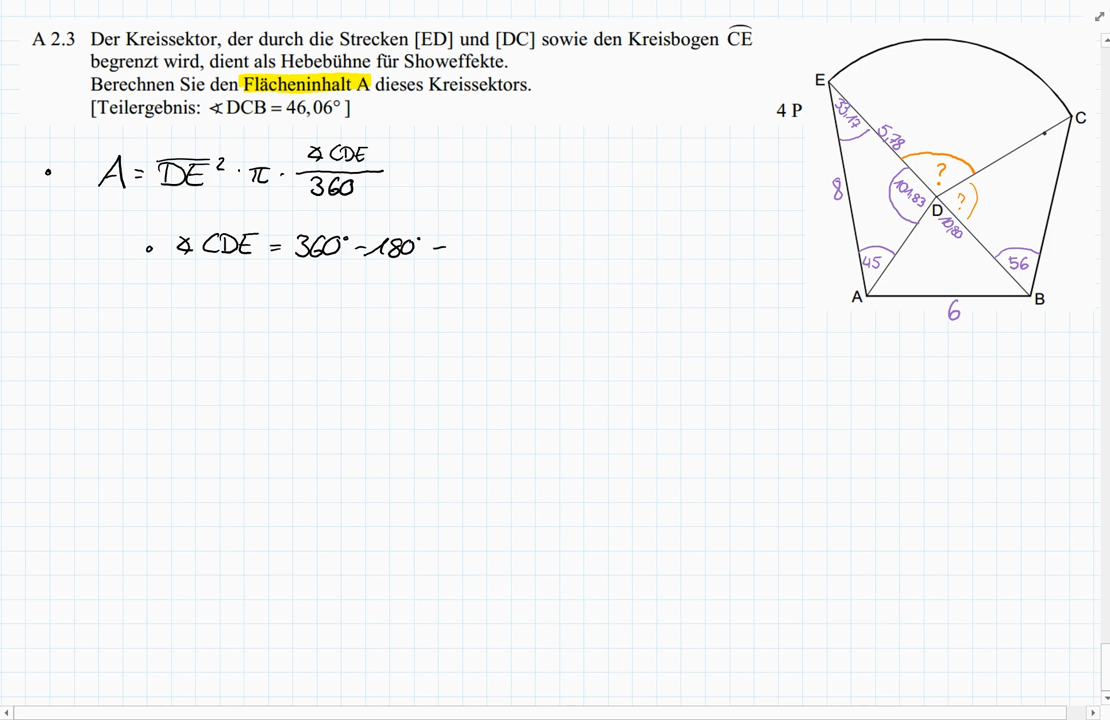 A 2.3 Der Kreissektor, der durch die Strecken [ED] und [DC] sowie den Kreisbogen CE
begrenzt wird, dient als Hebebühne für Showeffekte.
Berechnen Sie den Flächeninhalt A dieses Kreissektors.
[Teilergebnis: ∢DCB = 46,06° ]
4 P
A = DE² · π · ∢CDE / 360
∢CDE = 360° - 180° -
E
C
33,17
5,78
?
8
101,83
D
?
10,80
45
56
A
B
6